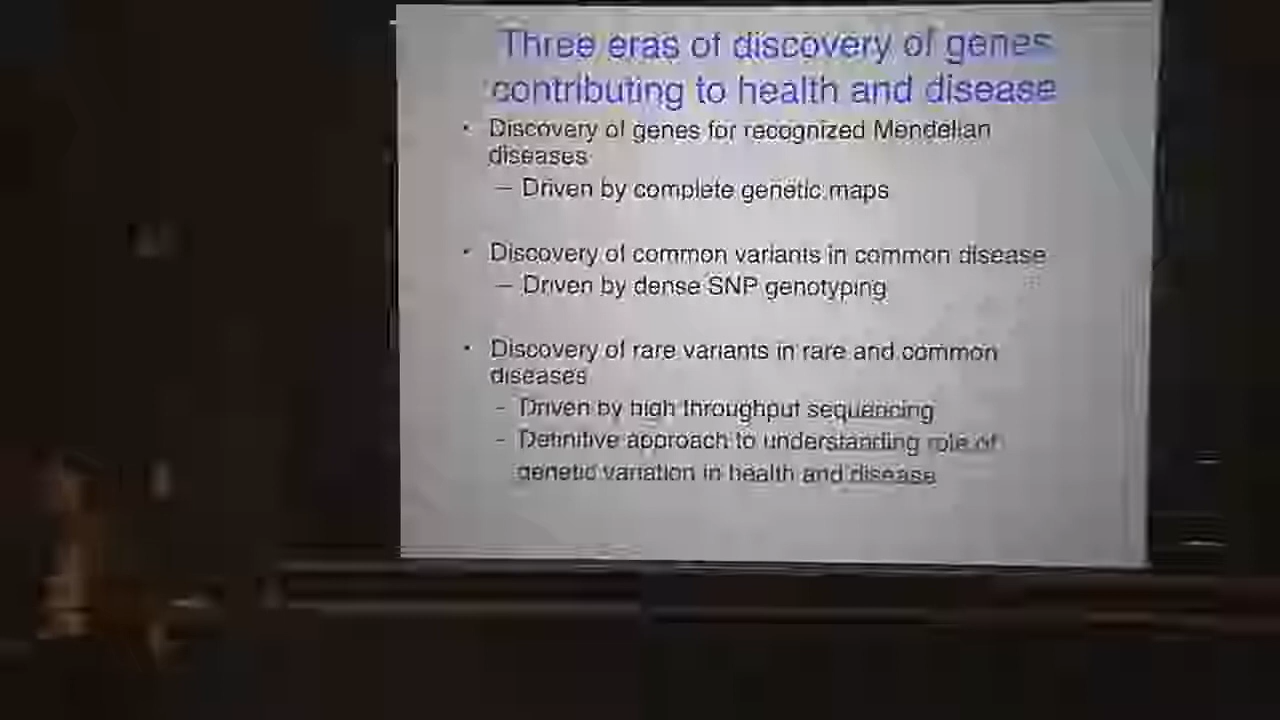 Three eras of discovery of genes
contributing to health and disease
• Discovery of genes for recognized Mendelian
diseases
– Driven by complete genetic maps
• Discovery of common variants in common disease
– Driven by dense SNP genotyping
• Discovery of rare variants in rare and common
diseases
– Driven by high throughput sequencing
– Definitive approach to understanding role of
genetic variation in health and disease